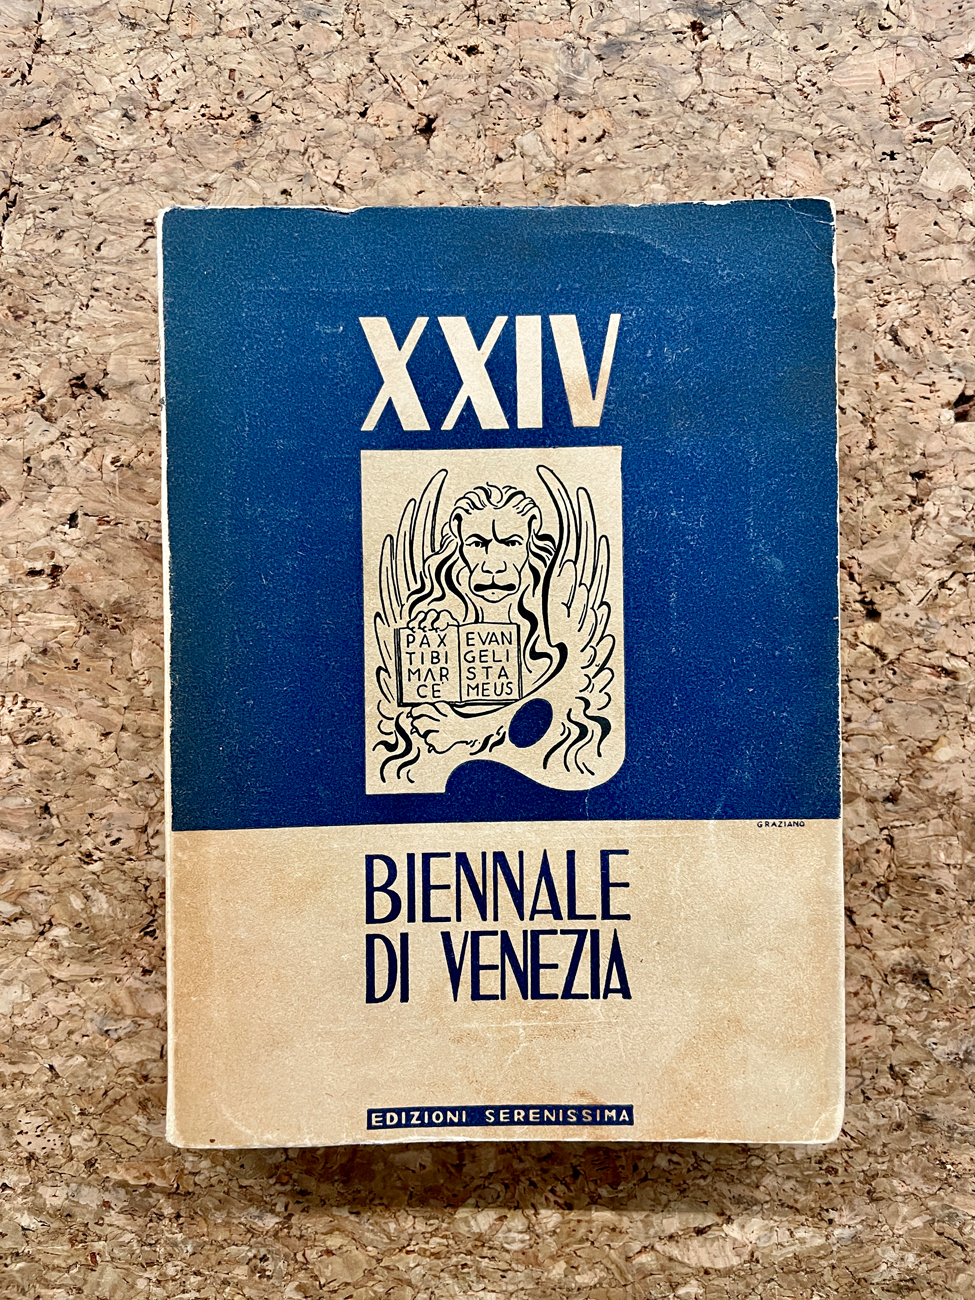 XXIV
PAX
TIBI
MAR
CE
EVAN
GELI
STA
MEUS
GRAZIANO
BIENNALE
DI VENEZIA
EDIZIONI SERENISSIMA